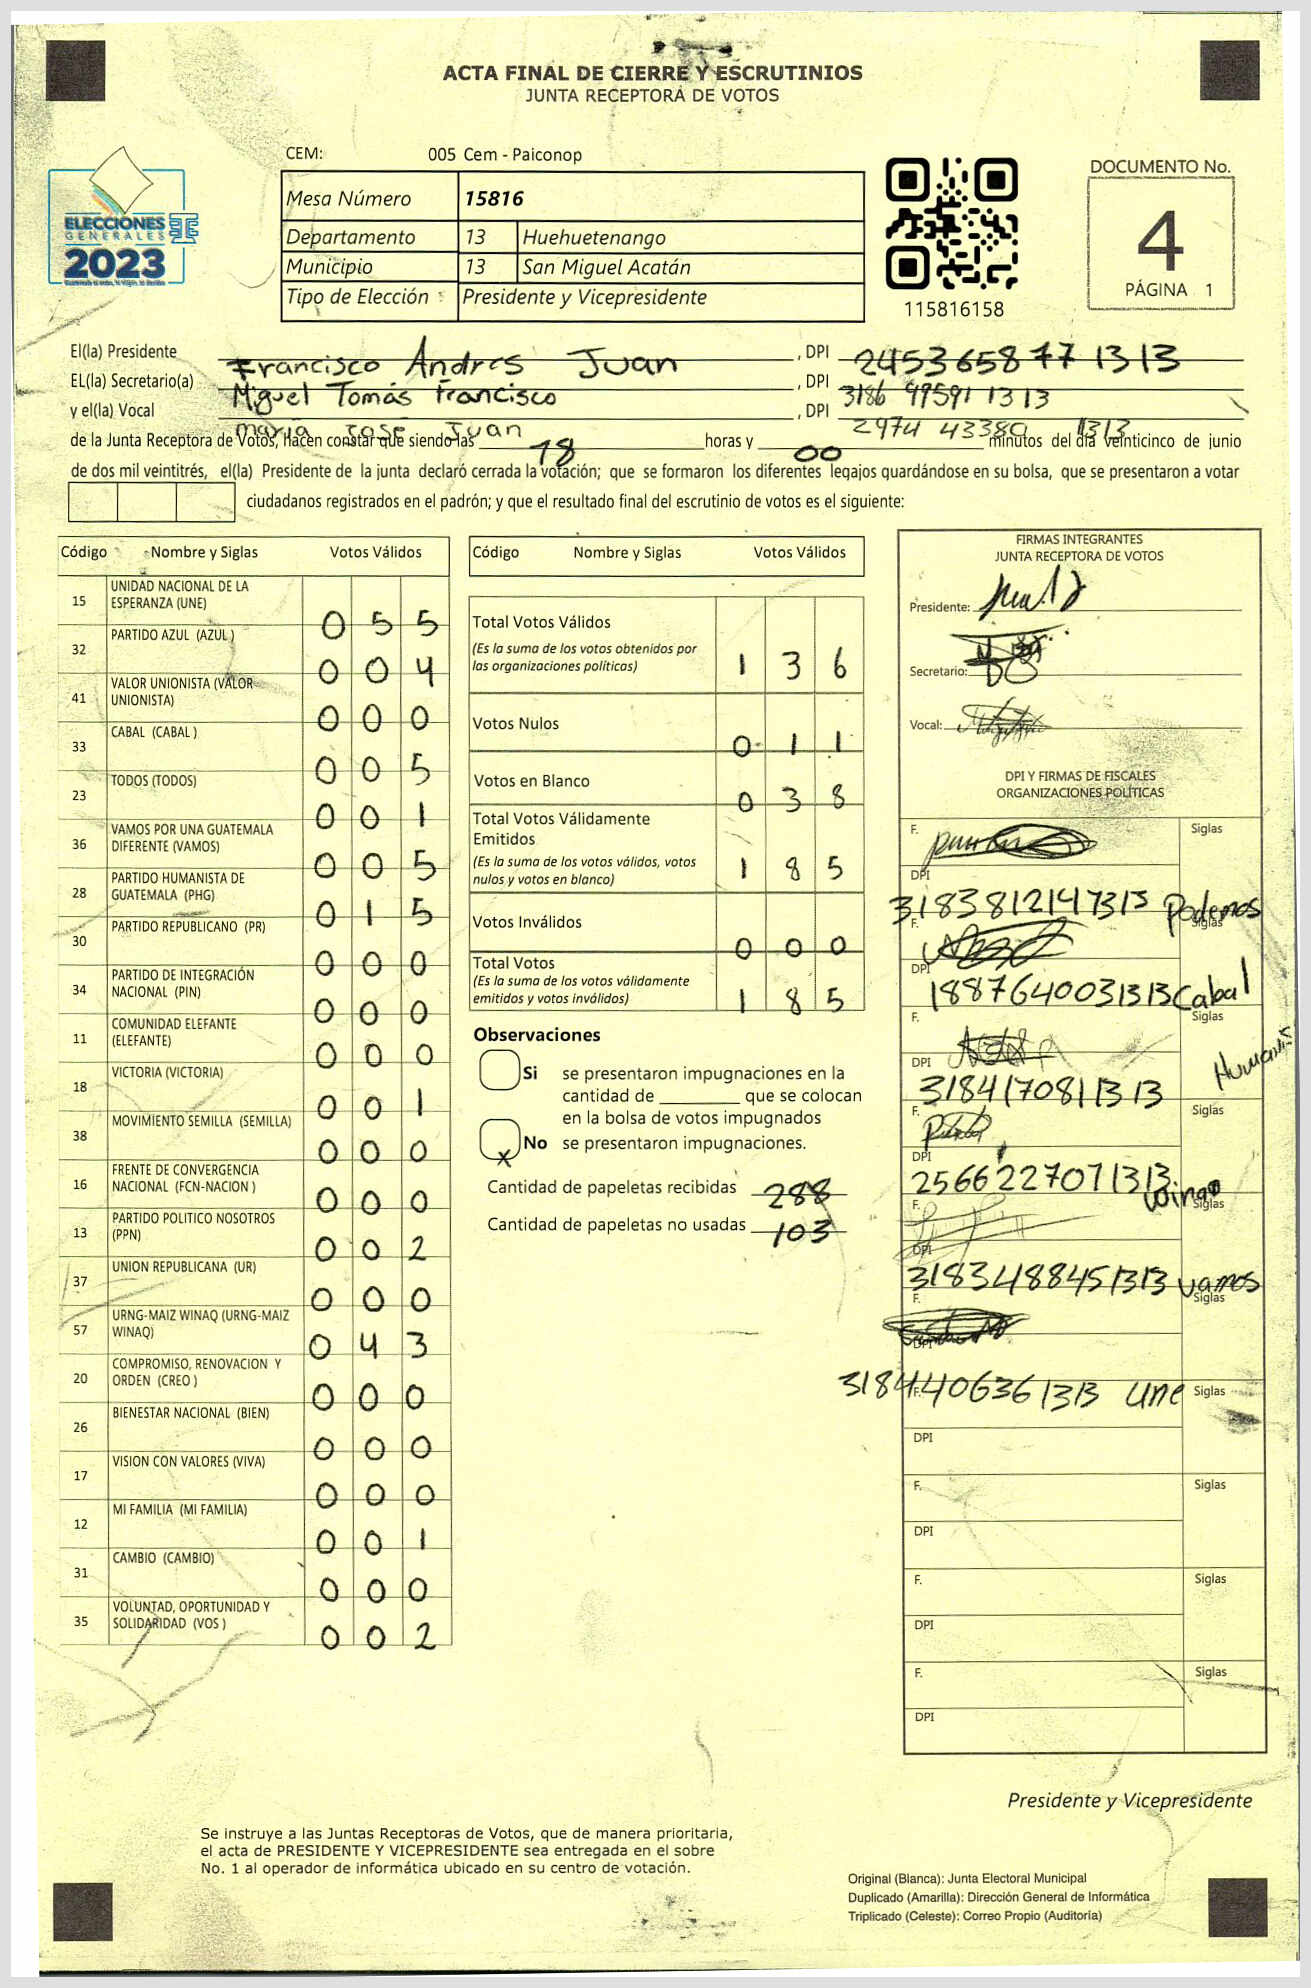 ACTA FINAL DE CIERRE Y ESCRUTINIOS
JUNTA RECEPTORA DE VOTOS
CEM: 005 Cem - Paiconop
ELECCIONES
GENERALES
2023
Mesa Número 15816
Departamento 13 Huehuetenango
Municipio 13 San Miguel Acatán
Tipo de Elección : Presidente y Vicepresidente
115816158
DOCUMENTO No.
4
PÁGINA 1
El(la) Presidente Francisco Andres Juan , DPI 2453658771313
EL(la) Secretario(a) Miguel Tomás Francisco , DPI 3186 99591 1313
y el(la) Vocal maria Jose Juan , DPI 2974 43380 1313
de la Junta Receptora de Votos, hacen constar que siendo las 18 horas y 00 minutos del día veinticinco de junio
de dos mil veintitrés, el(la) Presidente de la junta declaró cerrada la votación; que se formaron los diferentes legajos guardándose en su bolsa, que se presentaron a votar
ciudadanos registrados en el padrón; y que el resultado final del escrutinio de votos es el siguiente:
Código Nombre y Siglas Votos Válidos
15 UNIDAD NACIONAL DE LA ESPERANZA (UNE) 0 5 5
32 PARTIDO AZUL (AZUL ) 0 0 4
41 VALOR UNIONISTA (VALOR UNIONISTA) 0 0 0
33 CABAL (CABAL ) 0 0 5
23 TODOS (TODOS) 0 0 1
36 VAMOS POR UNA GUATEMALA DIFERENTE (VAMOS) 0 0 5
28 PARTIDO HUMANISTA DE GUATEMALA (PHG) 0 1 5
30 PARTIDO REPUBLICANO (PR) 0 0 0
34 PARTIDO DE INTEGRACIÓN NACIONAL (PIN) 0 0 0
11 COMUNIDAD ELEFANTE (ELEFANTE) 0 0 0
18 VICTORIA (VICTORIA) 0 0 1
38 MOVIMIENTO SEMILLA (SEMILLA) 0 0 0
16 FRENTE DE CONVERGENCIA NACIONAL (FCN-NACION ) 0 0 0
13 PARTIDO POLITICO NOSOTROS (PPN) 0 0 2
37 UNION REPUBLICANA (UR) 0 0 0
57 URNG-MAIZ WINAQ (URNG-MAIZ WINAQ) 0 4 3
20 COMPROMISO, RENOVACION Y ORDEN (CREO ) 0 0 0
26 BIENESTAR NACIONAL (BIEN) 0 0 0
17 VISION CON VALORES (VIVA) 0 0 0
12 MI FAMILIA (MI FAMILIA) 0 0 1
31 CAMBIO (CAMBIO) 0 0 0
35 VOLUNTAD, OPORTUNIDAD Y SOLIDARIDAD (VOS ) 0 0 2
Código Nombre y Siglas Votos Válidos
Total Votos Válidos 1 3 6
(Es la suma de los votos obtenidos por
las organizaciones políticas)
Votos Nulos 0 1 1
Votos en Blanco 0 3 8
Total Votos Válidamente
Emitidos 1 8 5
(Es la suma de los votos válidos, votos
nulos y votos en blanco)
Votos Inválidos 0 0 0
Total Votos 1 8 5
(Es la suma de los votos válidamente
emitidos y votos inválidos)
Observaciones
Si se presentaron impugnaciones en la
cantidad de ________ que se colocan
en la bolsa de votos impugnados
x No se presentaron impugnaciones.
Cantidad de papeletas recibidas 288
Cantidad de papeletas no usadas 103
FIRMAS INTEGRANTES
JUNTA RECEPTORA DE VOTOS
Presidente:
Secretario:
Vocal:
DPI Y FIRMAS DE FISCALES
ORGANIZACIONES POLÍTICAS
F. Siglas
DPI 3183812147313 Podemos
F. Siglas
DPI 1887640031313 Cabal
F. Siglas
DPI 3184170811313 Humanis
F. Siglas
DPI 2566227071313 Winaq
F. Siglas
DPI 3183488451313 vamos
F. Siglas
DPI 3184406361313 Une
F. Siglas
DPI
F. Siglas
DPI
F. Siglas
DPI
F. Siglas
DPI
Presidente y Vicepresidente
Se instruye a las Juntas Receptoras de Votos, que de manera prioritaria,
el acta de PRESIDENTE Y VICEPRESIDENTE sea entregada en el sobre
No. 1 al operador de informática ubicado en su centro de votación.
Original (Blanca): Junta Electoral Municipal
Duplicado (Amarilla): Dirección General de Informática
Triplicado (Celeste): Correo Propio (Auditoría)